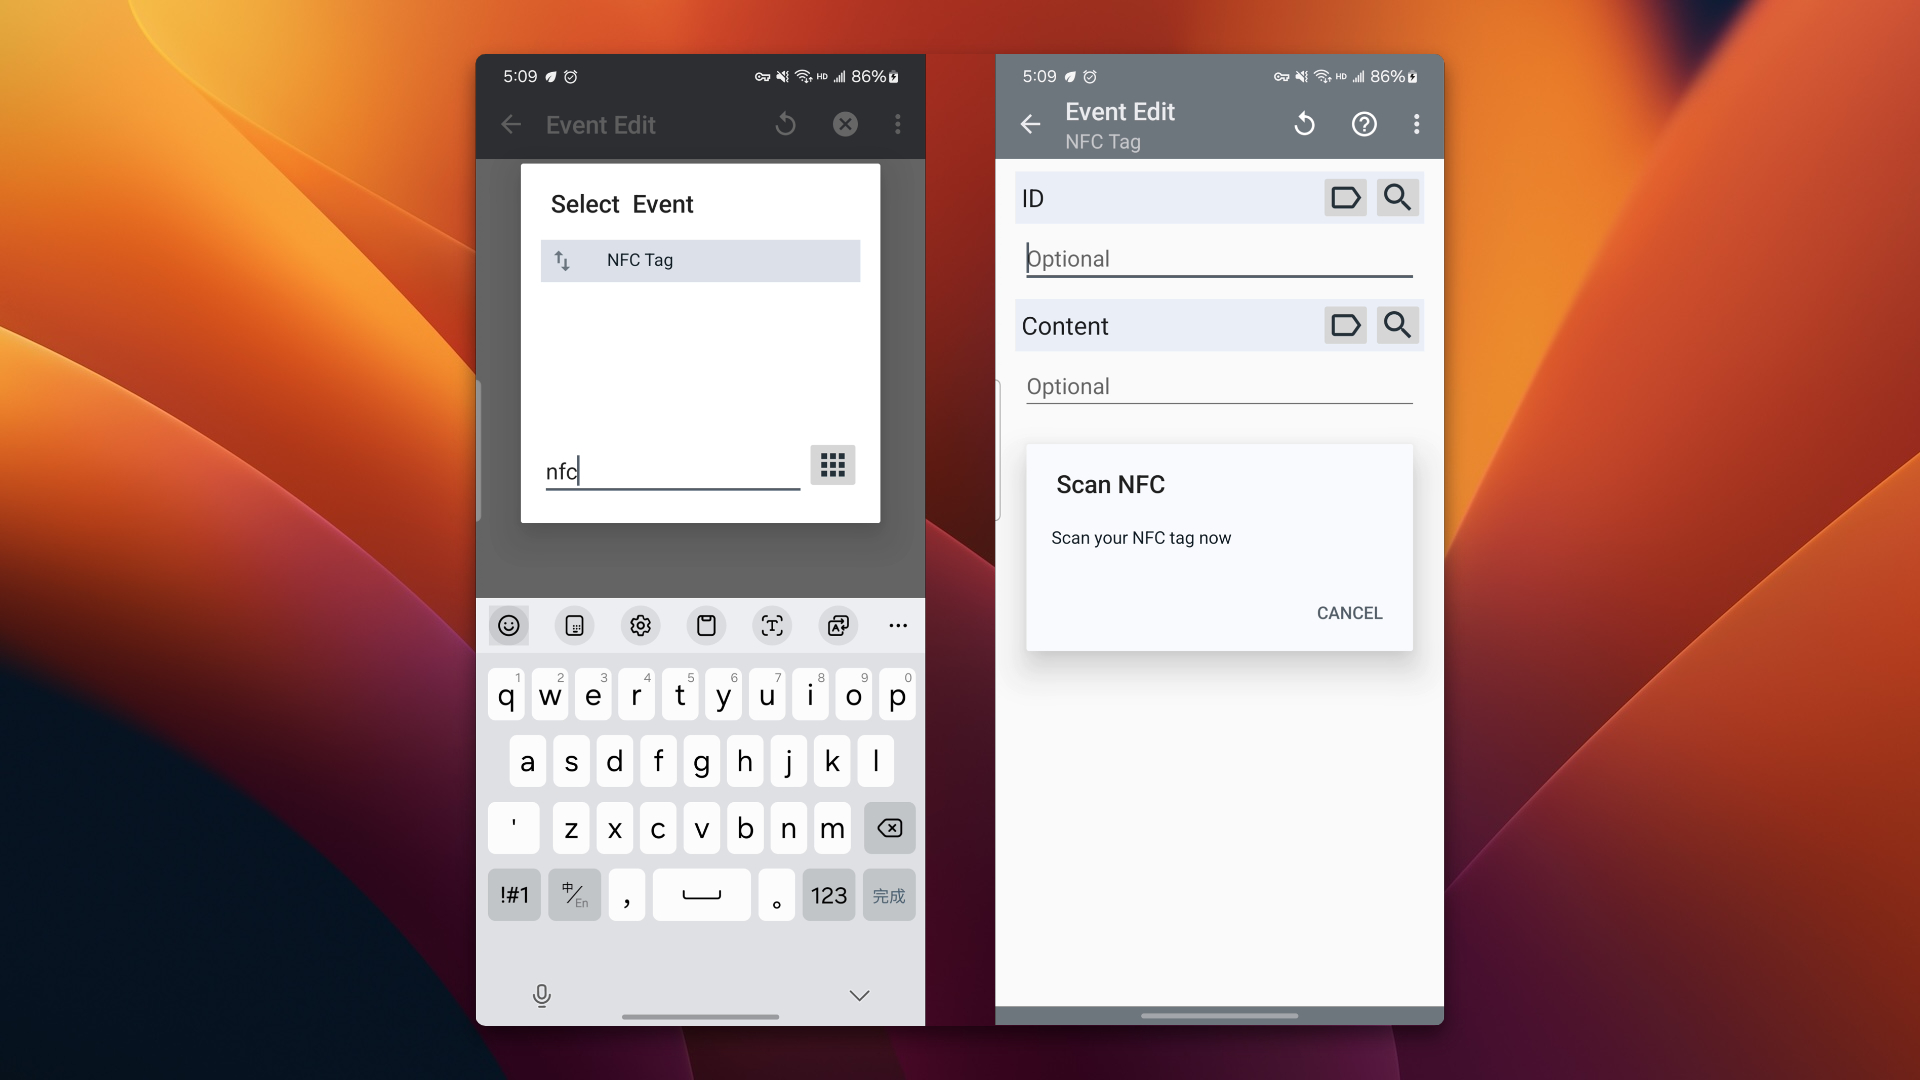 5:09
HD
86%
Event Edit
Select Event
NFC Tag
nfc
1 2 3 4 5 6 7 8 9 0
q w e r t y u i o p
a s d f g h j k l
' z x c v b n m
!#1 中/En , 。 123 完成
5:09
HD
86%
Event Edit
NFC Tag
ID
Optional
Content
Optional
Scan NFC
Scan your NFC tag now
CANCEL